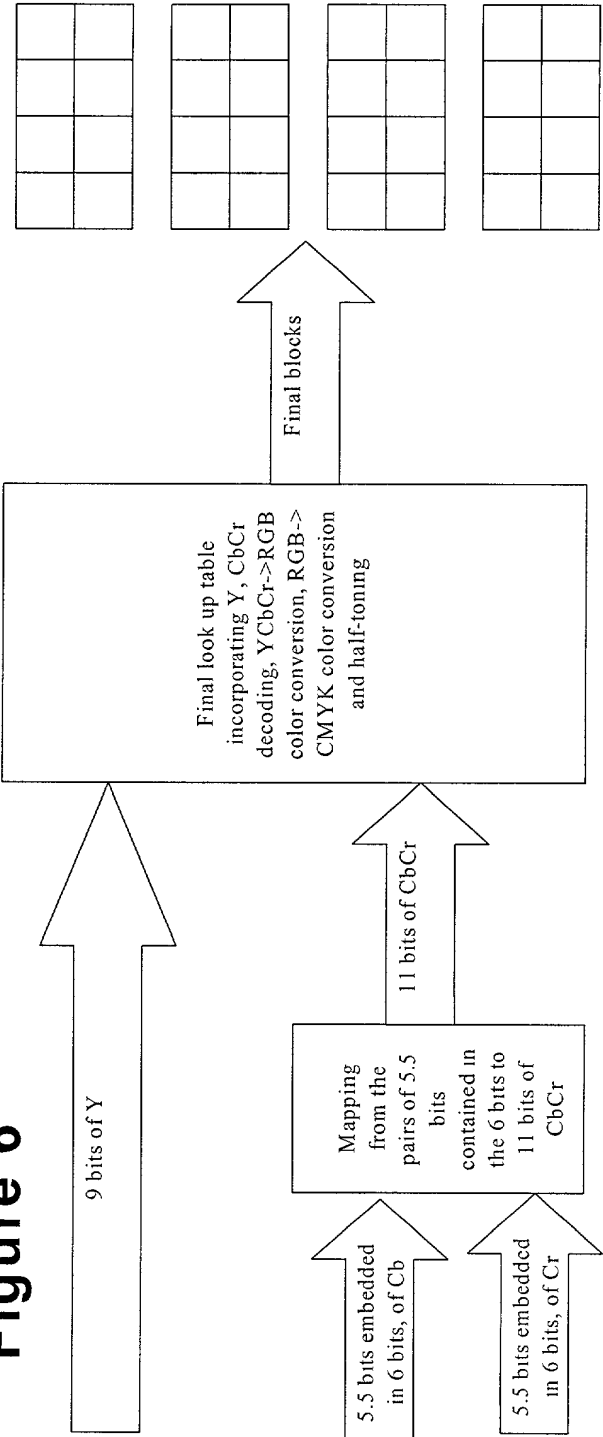 Figure 6
9 bits of Y
5.5 bits embedded
in 6 bits, of Cb
5.5 bits embedded
in 6 bits, of Cr
Mapping
from the
pairs of 5.5
bits
contained in
the 6 bits to
11 bits of
CbCr
11 bits of CbCr
Final look up table
incorporating Y, CbCr
decoding, YCbCr->RGB
color conversion, RGB->
CMYK color conversion
and half-toning
Final blocks